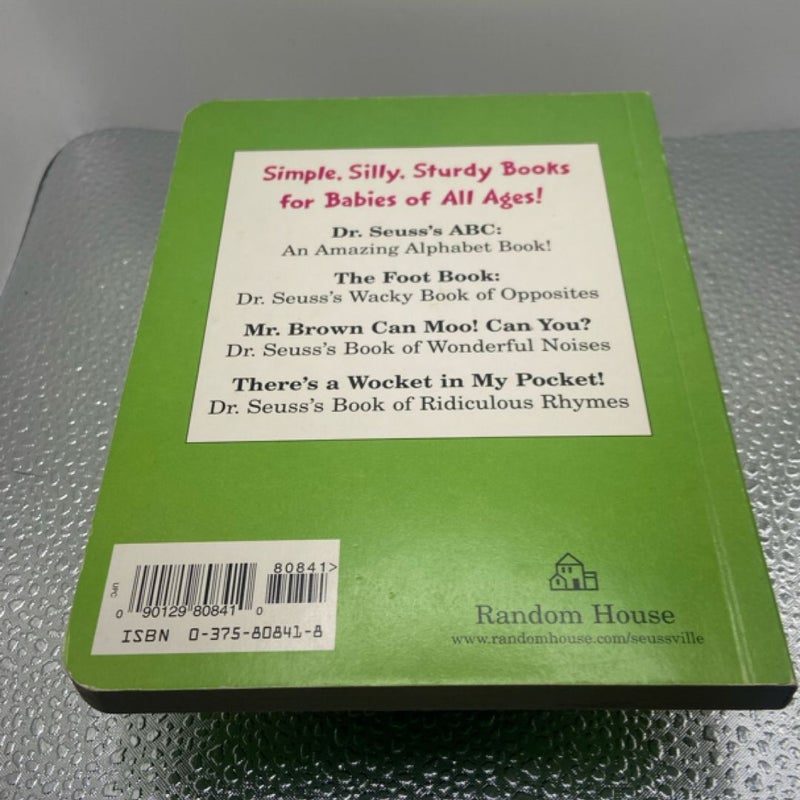 Simple, Silly, Sturdy Books
for Babies of All Ages!
Dr. Seuss's ABC:
An Amazing Alphabet Book!
The Foot Book:
Dr. Seuss's Wacky Book of Opposites
Mr. Brown Can Moo! Can You?
Dr. Seuss's Book of Wonderful Noises
There's a Wocket in My Pocket!
Dr. Seuss's Book of Ridiculous Rhymes
80841>
UPC
0 90129 80841 0
ISBN 0-375-80841-8
Random House
www.randomhouse.com/seussville